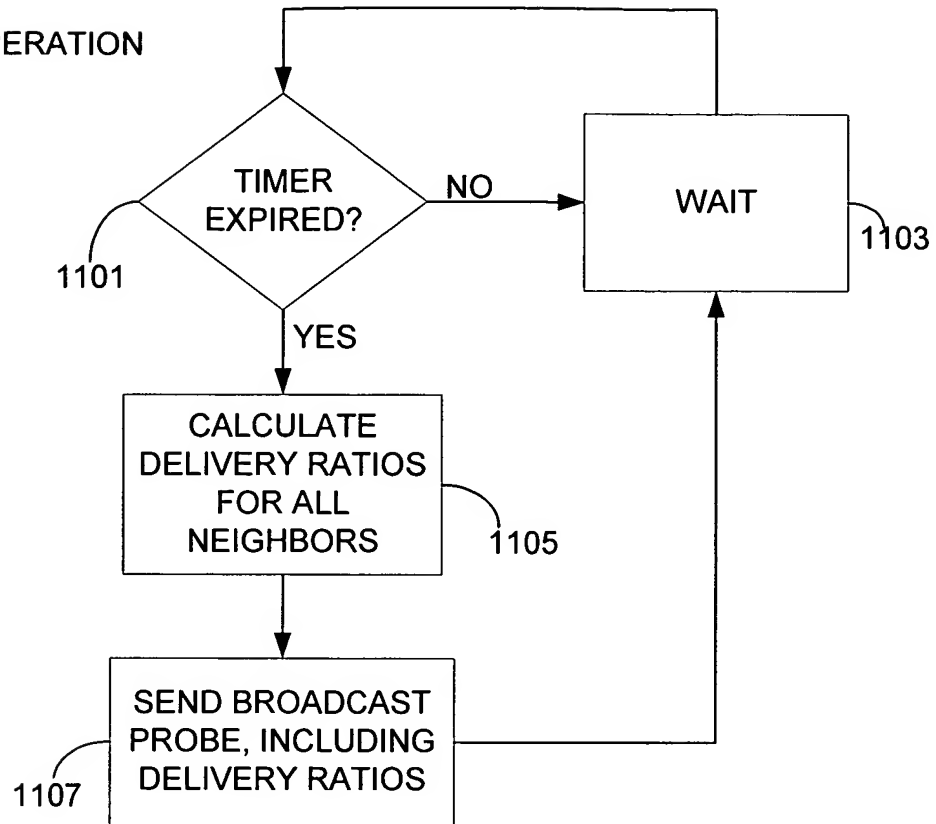 ERATION
TIMER
EXPIRED?
NO
WAIT
1101
1103
YES
CALCULATE
DELIVERY RATIOS
FOR ALL
NEIGHBORS
1105
SEND BROADCAST
PROBE, INCLUDING
DELIVERY RATIOS
1107